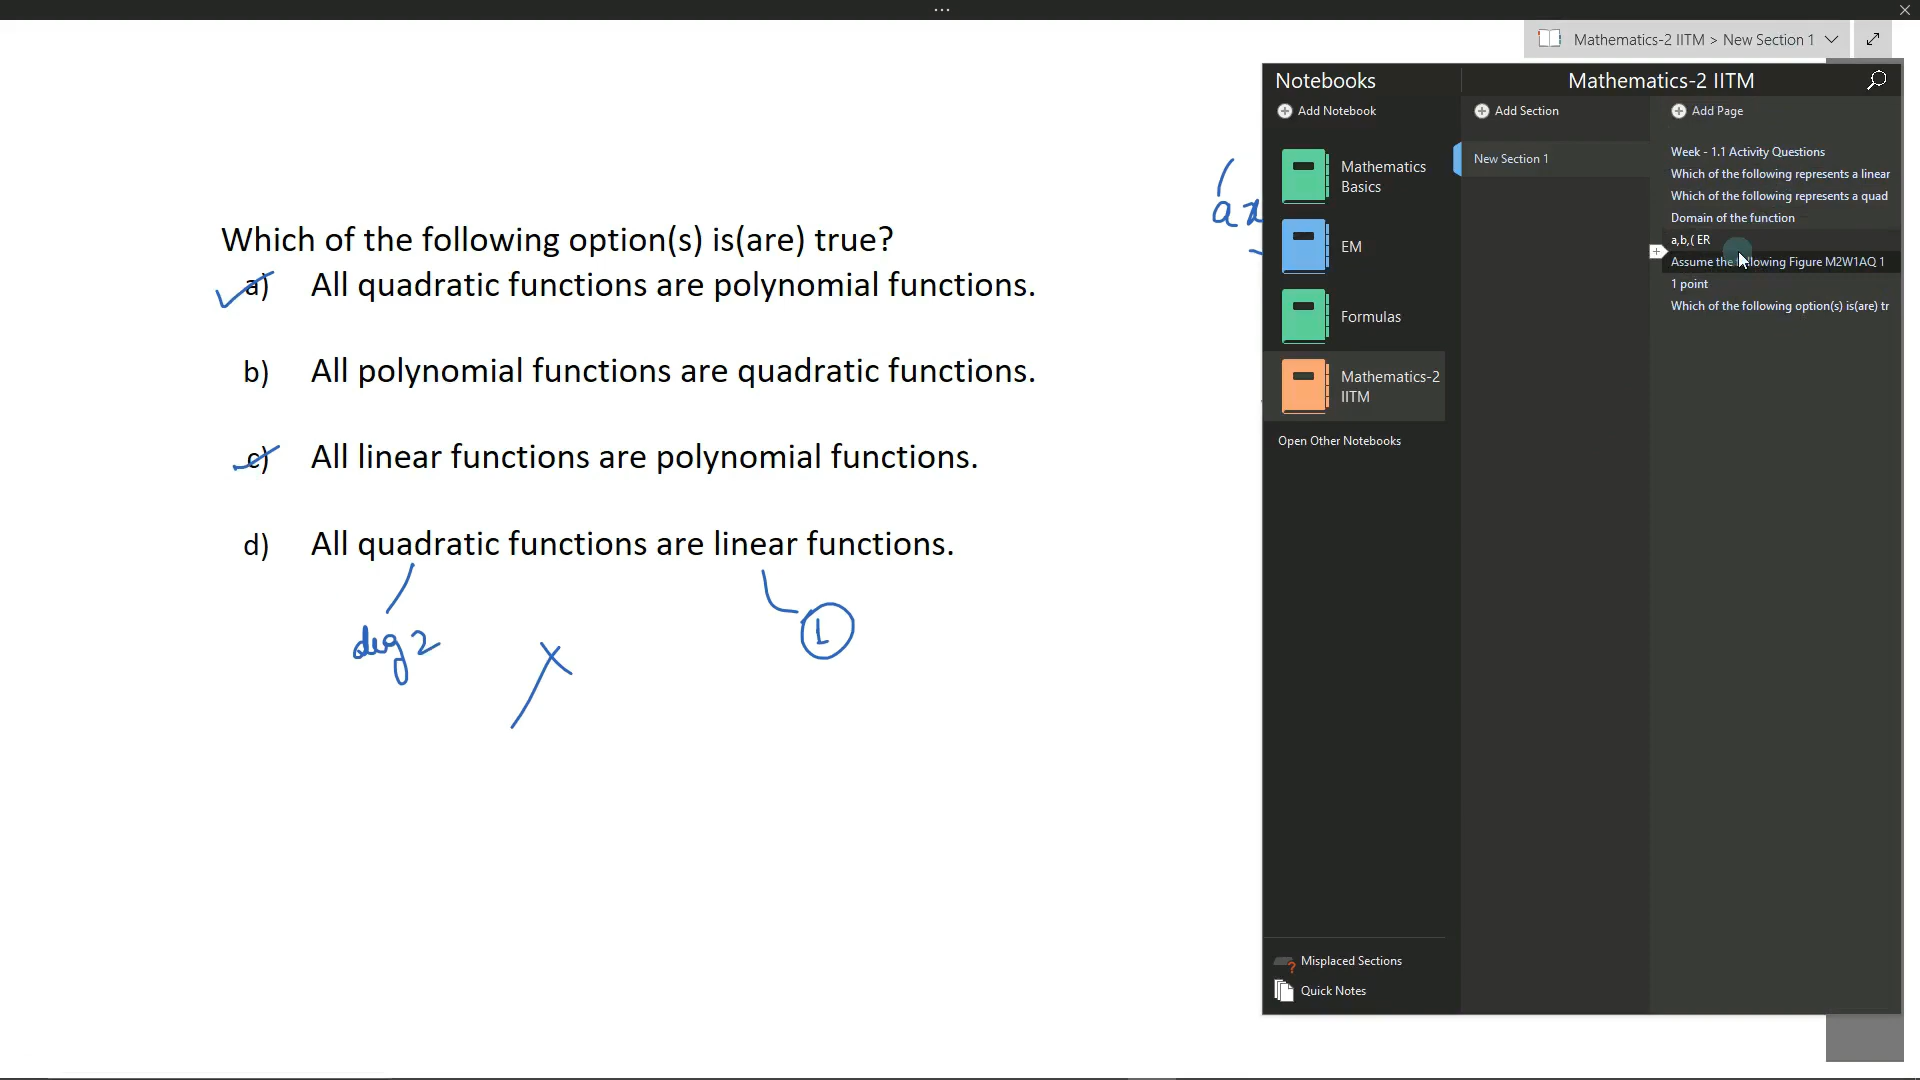 ...
Mathematics-2 IITM > New Section 1
Notebooks
Mathematics-2 IITM
Add Notebook
Add Section
Add Page
Mathematics
Basics
EM
Formulas
Mathematics-2
IITM
Open Other Notebooks
Misplaced Sections
Quick Notes
New Section 1
Week - 1.1 Activity Questions
Which of the following represents a linear
Which of the following represents a quad
Domain of the function
a,b,( ER
Assume the following Figure M2W1AQ 1
1 point
Which of the following option(s) is(are) tr
Which of the following option(s) is(are) true?
a) All quadratic functions are polynomial functions.
b) All polynomial functions are quadratic functions.
c) All linear functions are polynomial functions.
d) All quadratic functions are linear functions.
deg 2
1
ax